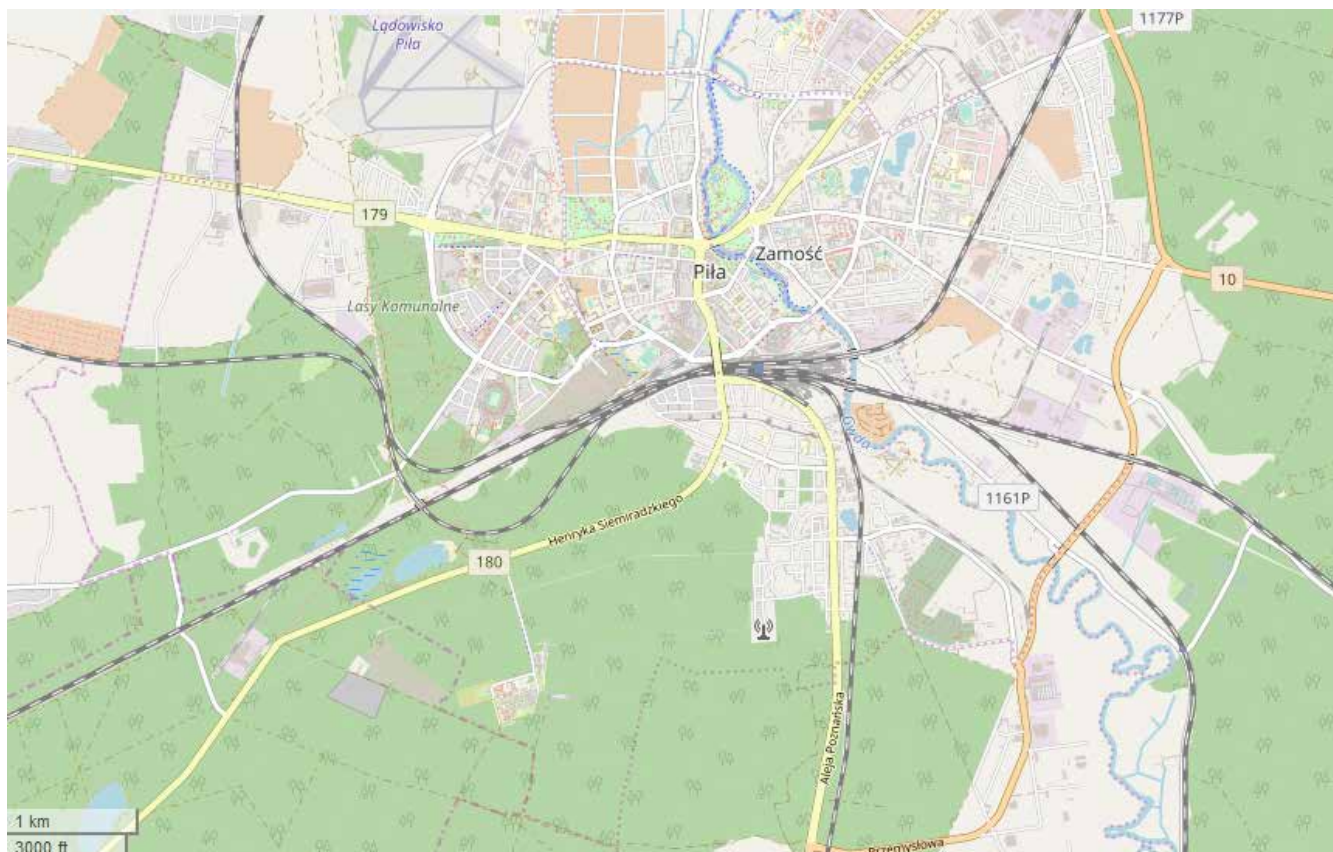 1177P
Lądowisko
Piła
179
Zamość
Piła
10
Lasy Komunalne
Gwda
1161P
Henryka Siemiradzkiego
180
Aleja Poznańska
1 km
3000 ft
Przemysłowa